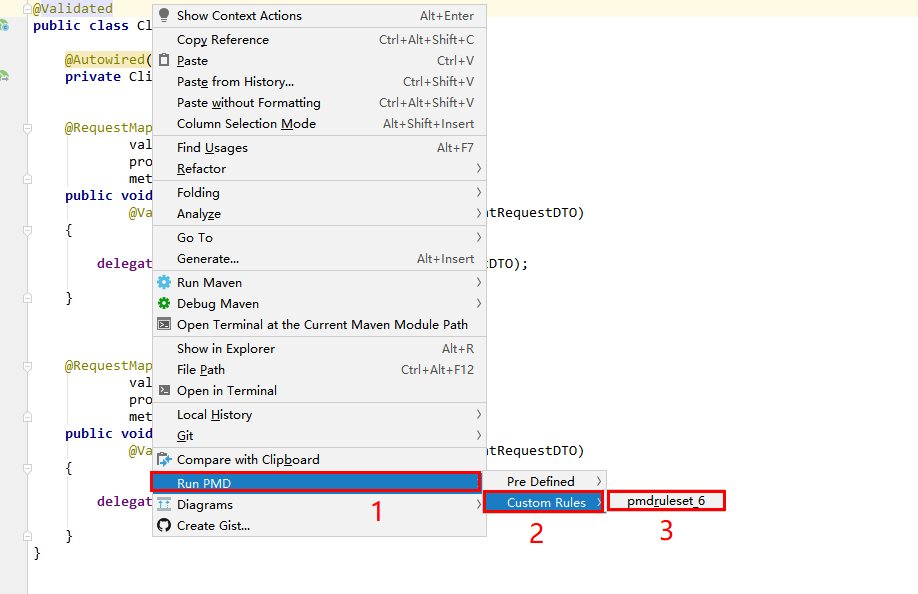 @Validated
public class Cl
@Autowired(
private Cli
@RequestMap
val
pro
met
public void
@Va
ntRequestDTO)
{
delegat
tDTO);
}
@RequestMap
val
pro
met
public void
@Va
ntRequestDTO)
{
delegat
}
}
Show Context Actions Alt+Enter
Copy Reference Ctrl+Alt+Shift+C
Paste Ctrl+V
Paste from History... Ctrl+Shift+V
Paste without Formatting Ctrl+Alt+Shift+V
Column Selection Mode Alt+Shift+Insert
Find Usages Alt+F7
Refactor
Folding
Analyze
Go To
Generate... Alt+Insert
Run Maven
Debug Maven
Open Terminal at the Current Maven Module Path
Show in Explorer Alt+R
File Path Ctrl+Alt+F12
Open in Terminal
Local History
Git
Compare with Clipboard
Run PMD
Diagrams
Create Gist...
1
Pre Defined
Custom Rules
2
pmdruleset_6
3